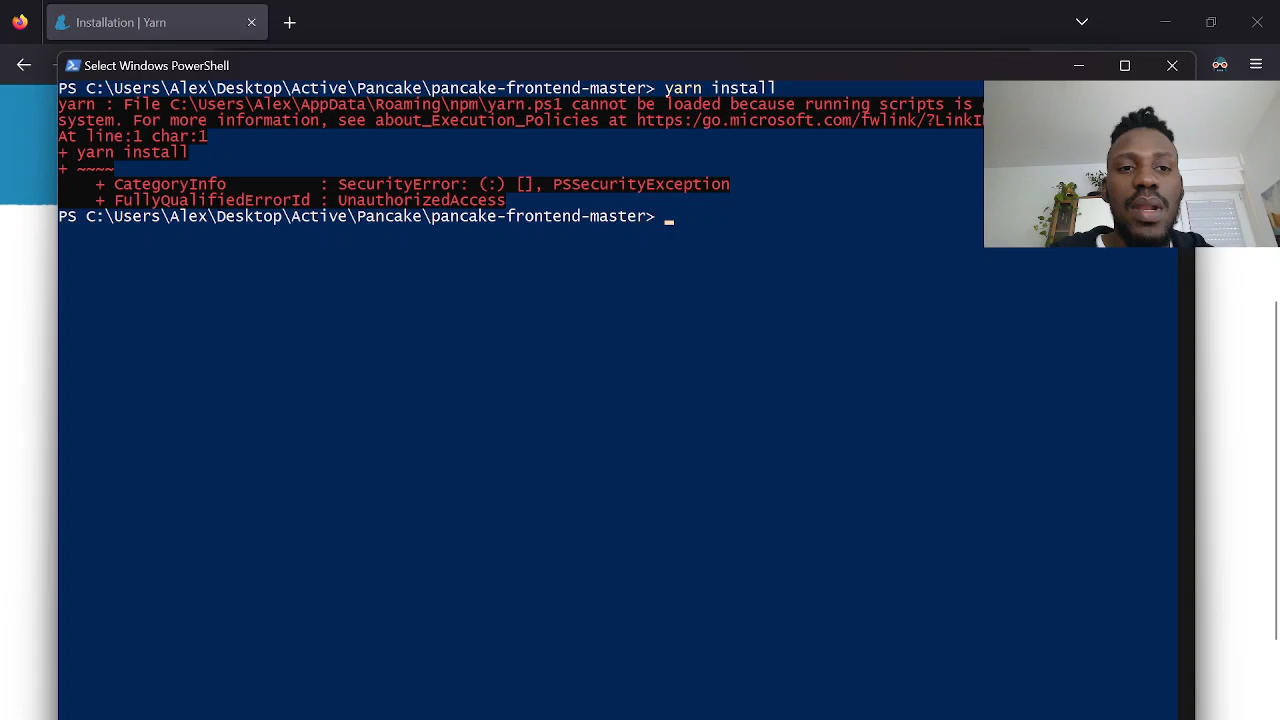 Installation | Yarn
Select Windows PowerShell
PS C:\Users\Alex\Desktop\Active\Pancake\pancake-frontend-master> yarn install
yarn : File C:\Users\Alex\AppData\Roaming\npm\yarn.ps1 cannot be loaded because running scripts is
system. For more information, see about_Execution_Policies at https:/go.microsoft.com/fwlink/?LinkI
At line:1 char:1
+ yarn install
+ ~~~~
+ CategoryInfo : SecurityError: (:) [], PSSecurityException
+ FullyQualifiedErrorId : UnauthorizedAccess
PS C:\Users\Alex\Desktop\Active\Pancake\pancake-frontend-master>